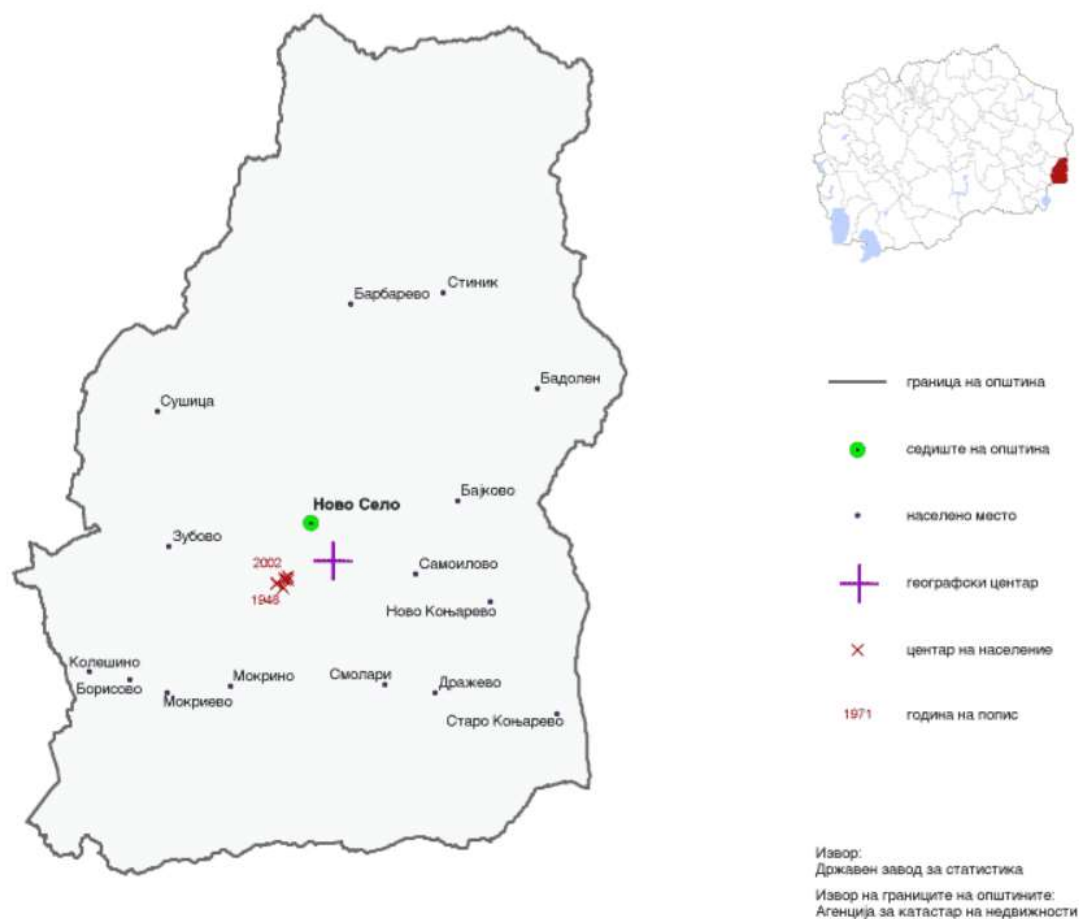 Стиник
Барбарево
Бадолен
Сушица
Бајково
Ново Село
Зубово
2002
Самоилово
1948
Ново Коњарево
Колешино
Мокрино
Смолари
Борисово
Дражево
Мокриево
Старо Коњарево
граница на општина
седиште на општина
населено место
географски центар
центар на население
1971 година на попис
Извор:
Државен завод за статистика
Извор на границите на општините:
Агенција за катастар на недвижности